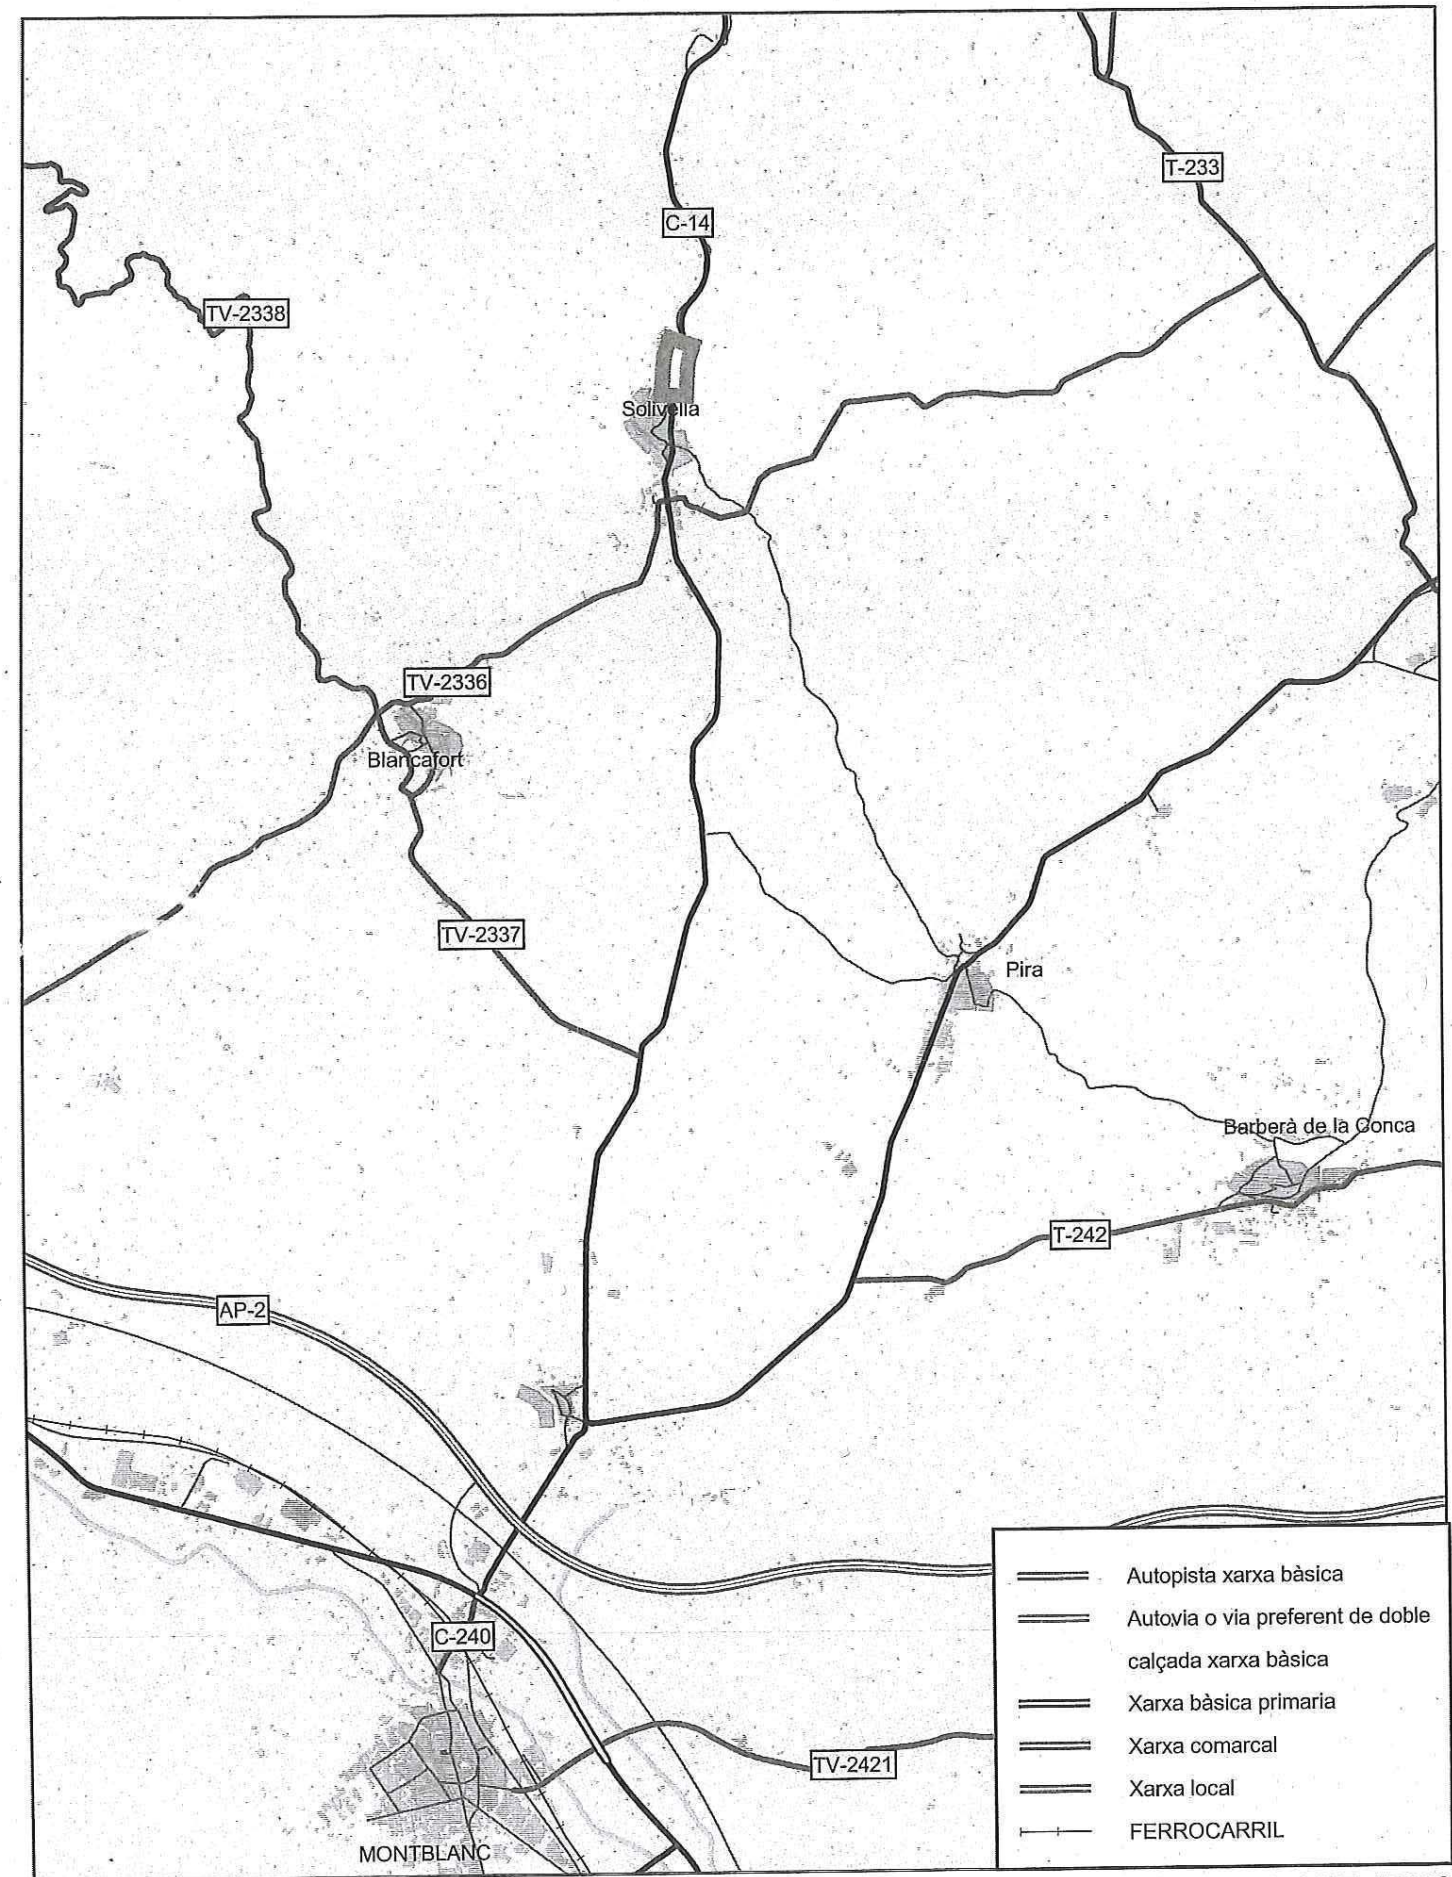 T-233
C-14
TV-2338
Solivella
TV-2336
Blancafort
TV-2337
Pira
Barberà de la Conca
T-242
AP-2
C-240
TV-2421
MONTBLANC
Autopista xarxa bàsica
Autovia o via preferent de doble
calçada xarxa bàsica
Xarxa bàsica primaria
Xarxa comarcal
Xarxa local
FERROCARRIL